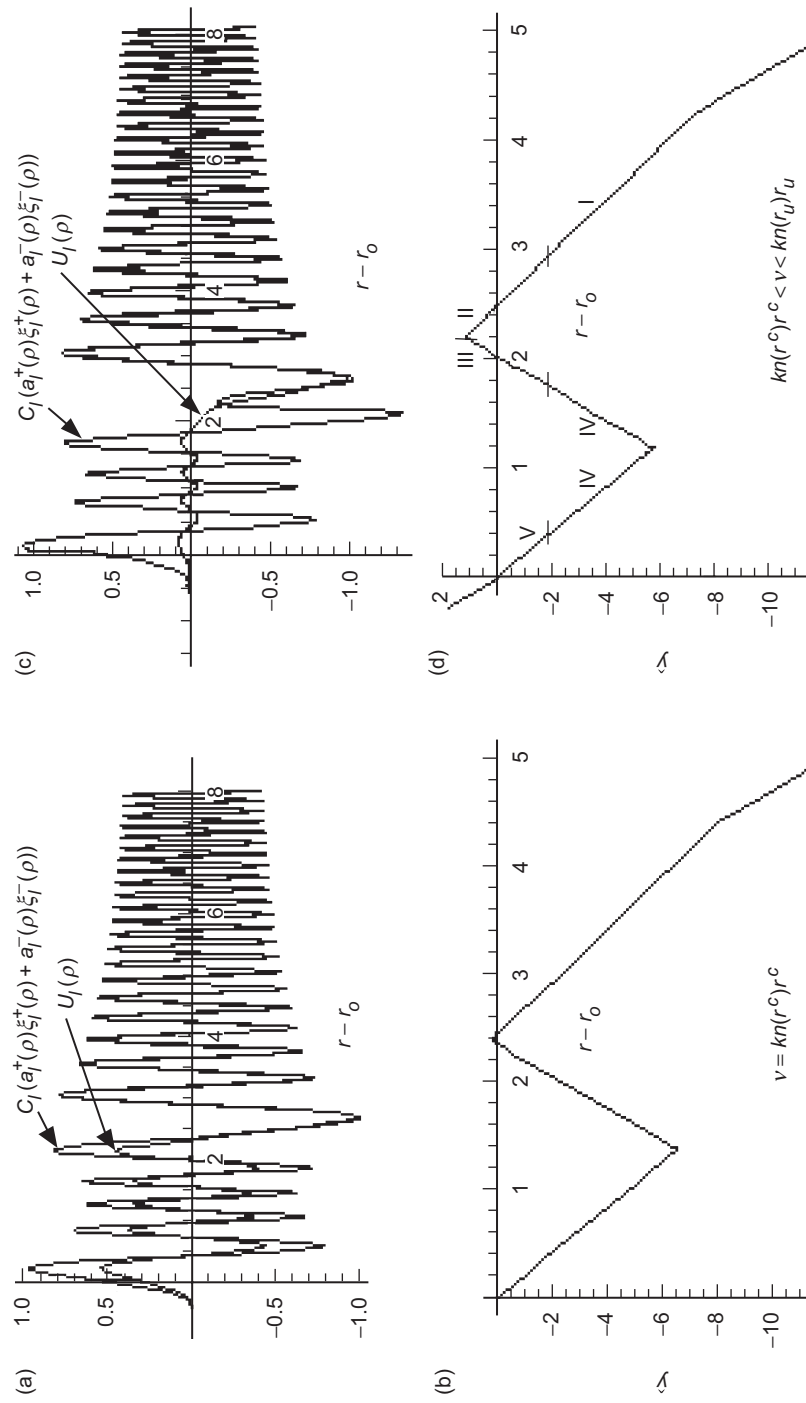 (a)
C_l(a_l^+(ρ)ξ_l^+(ρ) + a_l^-(ρ)ξ_l^-(ρ))
U_l(ρ)
1.0
0.5
−0.5
−1.0
2
4
6
8
r − r_o
(b)
−2
−4
−6
−8
−10
1
2
3
4
5
ŷ
r − r_o
ν = kn(r^c)r^c
(c)
C_l(a_l^+(ρ)ξ_l^+(ρ) + a_l^-(ρ)ξ_l^-(ρ))
U_l(ρ)
1.0
0.5
−0.5
−1.0
2
4
6
8
r − r_o
(d)
2
−2
−4
−6
−8
−10
1
2
3
4
5
V
IV
IV
III
II
I
ŷ
r − r_o
kn(r^c)r^c < ν < kn(r_u)r_u